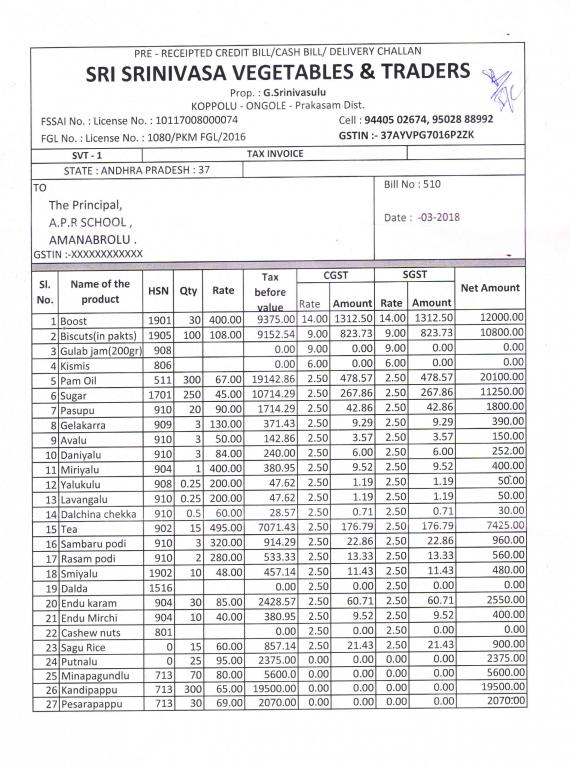 PRE - RECEIPTED CREDIT BILL/CASH BILL/ DELIVERY CHALLAN
SRI SRINIVASA VEGETABLES & TRADERS
Prop. : G.Srinivasulu
KOPPOLU - ONGOLE - Prakasam Dist.
FSSAI No. : License No. : 10117008000074 Cell : 94405 02674, 95028 88992
FGL No. : License No. : 1080/PKM FGL/2016 GSTIN :- 37AYVPG7016P2ZK
SVT - 1 TAX INVOICE
STATE : ANDHRA PRADESH : 37
TO Bill No : 510
The Principal,
A.P.R SCHOOL , Date : -03-2018
AMANABROLU .
GSTIN :-XXXXXXXXXXXX
Sl. No. Name of the product HSN Qty Rate Tax before value CGST SGST Net Amount
Rate Amount Rate Amount
1 Boost 1901 30 400.00 9375.00 14.00 1312.50 14.00 1312.50 12000.00
2 Biscuts(in pakts) 1905 100 108.00 9152.54 9.00 823.73 9.00 823.73 10800.00
3 Gulab jam(200gr) 908 0.00 9.00 0.00 9.00 0.00 0.00
4 Kismis 806 0.00 6.00 0.00 6.00 0.00 0.00
5 Pam Oil 511 300 67.00 19142.86 2.50 478.57 2.50 478.57 20100.00
6 Sugar 1701 250 45.00 10714.29 2.50 267.86 2.50 267.86 11250.00
7 Pasupu 910 20 90.00 1714.29 2.50 42.86 2.50 42.86 1800.00
8 Gelakarra 909 3 130.00 371.43 2.50 9.29 2.50 9.29 390.00
9 Avalu 910 3 50.00 142.86 2.50 3.57 2.50 3.57 150.00
10 Daniyalu 910 3 84.00 240.00 2.50 6.00 2.50 6.00 252.00
11 Miriyalu 904 1 400.00 380.95 2.50 9.52 2.50 9.52 400.00
12 Yalukulu 908 0.25 200.00 47.62 2.50 1.19 2.50 1.19 50.00
13 Lavangalu 910 0.25 200.00 47.62 2.50 1.19 2.50 1.19 50.00
14 Dalchina chekka 910 0.5 60.00 28.57 2.50 0.71 2.50 0.71 30.00
15 Tea 902 15 495.00 7071.43 2.50 176.79 2.50 176.79 7425.00
16 Sambaru podi 910 3 320.00 914.29 2.50 22.86 2.50 22.86 960.00
17 Rasam podi 910 2 280.00 533.33 2.50 13.33 2.50 13.33 560.00
18 Smiyalu 1902 10 48.00 457.14 2.50 11.43 2.50 11.43 480.00
19 Dalda 1516 0.00 2.50 0.00 2.50 0.00 0.00
20 Endu karam 904 30 85.00 2428.57 2.50 60.71 2.50 60.71 2550.00
21 Endu Mirchi 904 10 40.00 380.95 2.50 9.52 2.50 9.52 400.00
22 Cashew nuts 801 0.00 2.50 0.00 2.50 0.00 0.00
23 Sagu Rice 0 15 60.00 857.14 2.50 21.43 2.50 21.43 900.00
24 Putnalu 0 25 95.00 2375.00 0.00 0.00 0.00 0.00 2375.00
25 Minapagundlu 713 70 80.00 5600.0 0.00 0.00 0.00 0.00 5600.00
26 Kandipappu 713 300 65.00 19500.00 0.00 0.00 0.00 0.00 19500.00
27 Pesarapappu 713 30 69.00 2070.00 0.00 0.00 0.00 0.00 2070.00